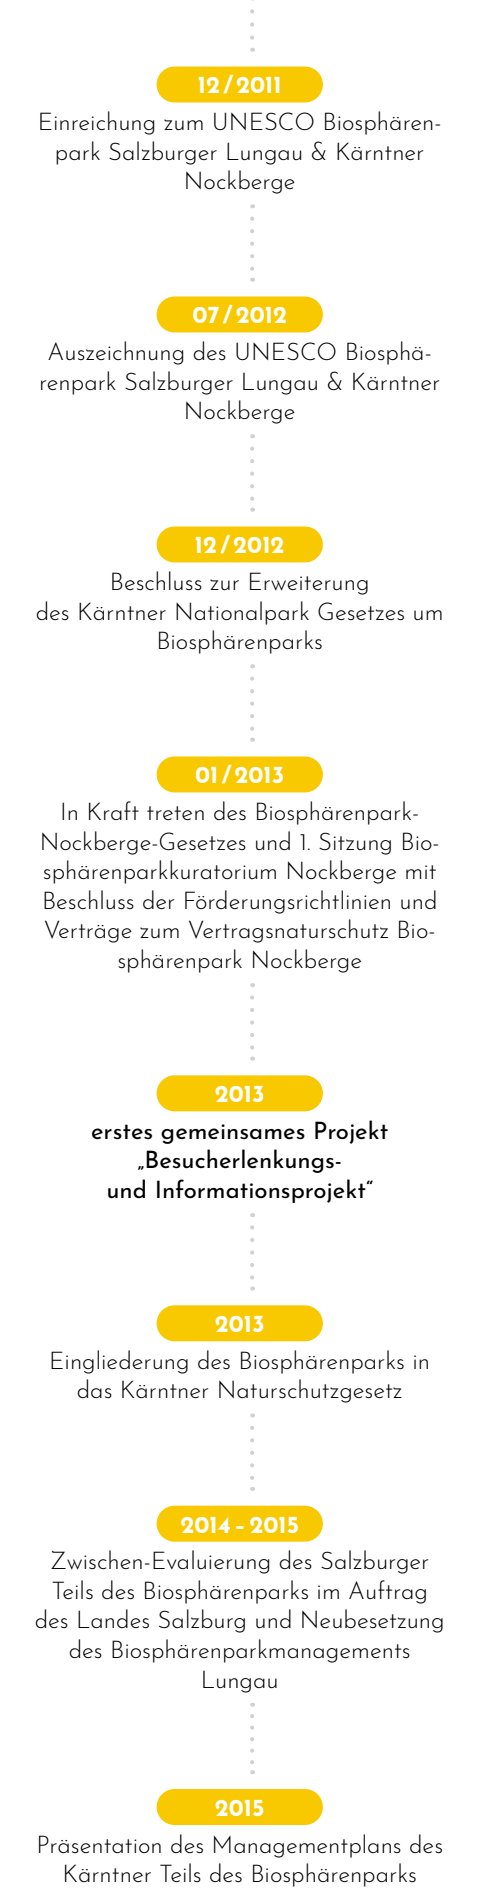 12 / 2011
Einreichung zum UNESCO Biosphären-
park Salzburger Lungau & Kärntner
Nockberge
07 / 2012
Auszeichnung des UNESCO Biosphä-
renpark Salzburger Lungau & Kärntner
Nockberge
12 / 2012
Beschluss zur Erweiterung
des Kärntner Nationalpark Gesetzes um
Biosphärenparks
01 / 2013
In Kraft treten des Biosphärenpark-
Nockberge-Gesetzes und 1. Sitzung Bio-
sphärenparkkuratorium Nockberge mit
Beschluss der Förderungsrichtlinien und
Verträge zum Vertragsnaturschutz Bio-
sphärenpark Nockberge
2013
erstes gemeinsames Projekt
„Besucherlenkungs-
und Informationsprojekt“
2013
Eingliederung des Biosphärenparks in
das Kärntner Naturschutzgesetz
2014 – 2015
Zwischen-Evaluierung des Salzburger
Teils des Biosphärenparks im Auftrag
des Landes Salzburg und Neubesetzung
des Biosphärenparkmanagements
Lungau
2015
Präsentation des Managementplans des
Kärntner Teils des Biosphärenparks